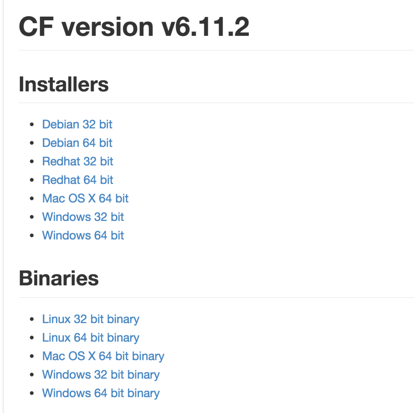 CF version v6.11.2
Installers
Debian 32 bit
Debian 64 bit
Redhat 32 bit
Redhat 64 bit
Mac OS X 64 bit
Windows 32 bit
Windows 64 bit
Binaries
Linux 32 bit binary
Linux 64 bit binary
Mac OS X 64 bit binary
Windows 32 bit binary
Windows 64 bit binary